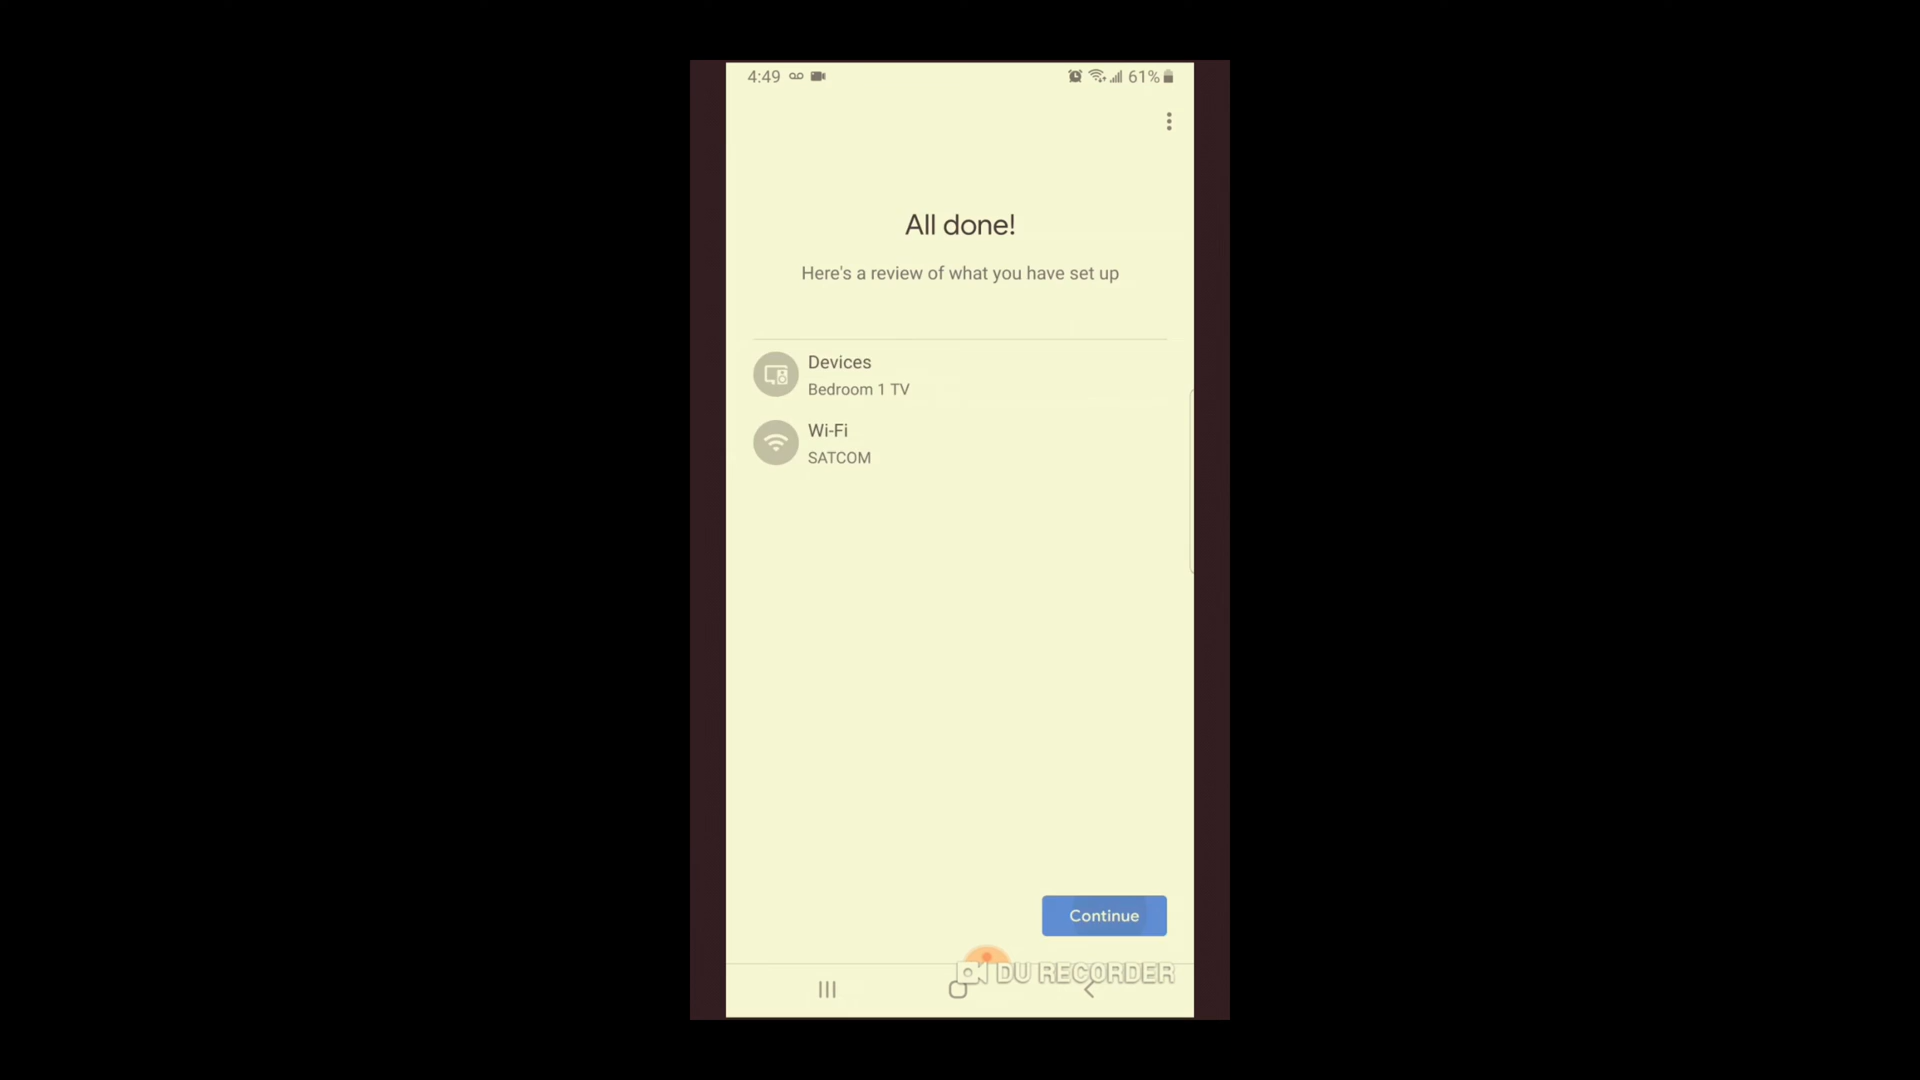 4:49 61%
All done!
Here's a review of what you have set up
Devices
Bedroom 1 TV
Wi-Fi
SATCOM
Continue
DU RECORDER